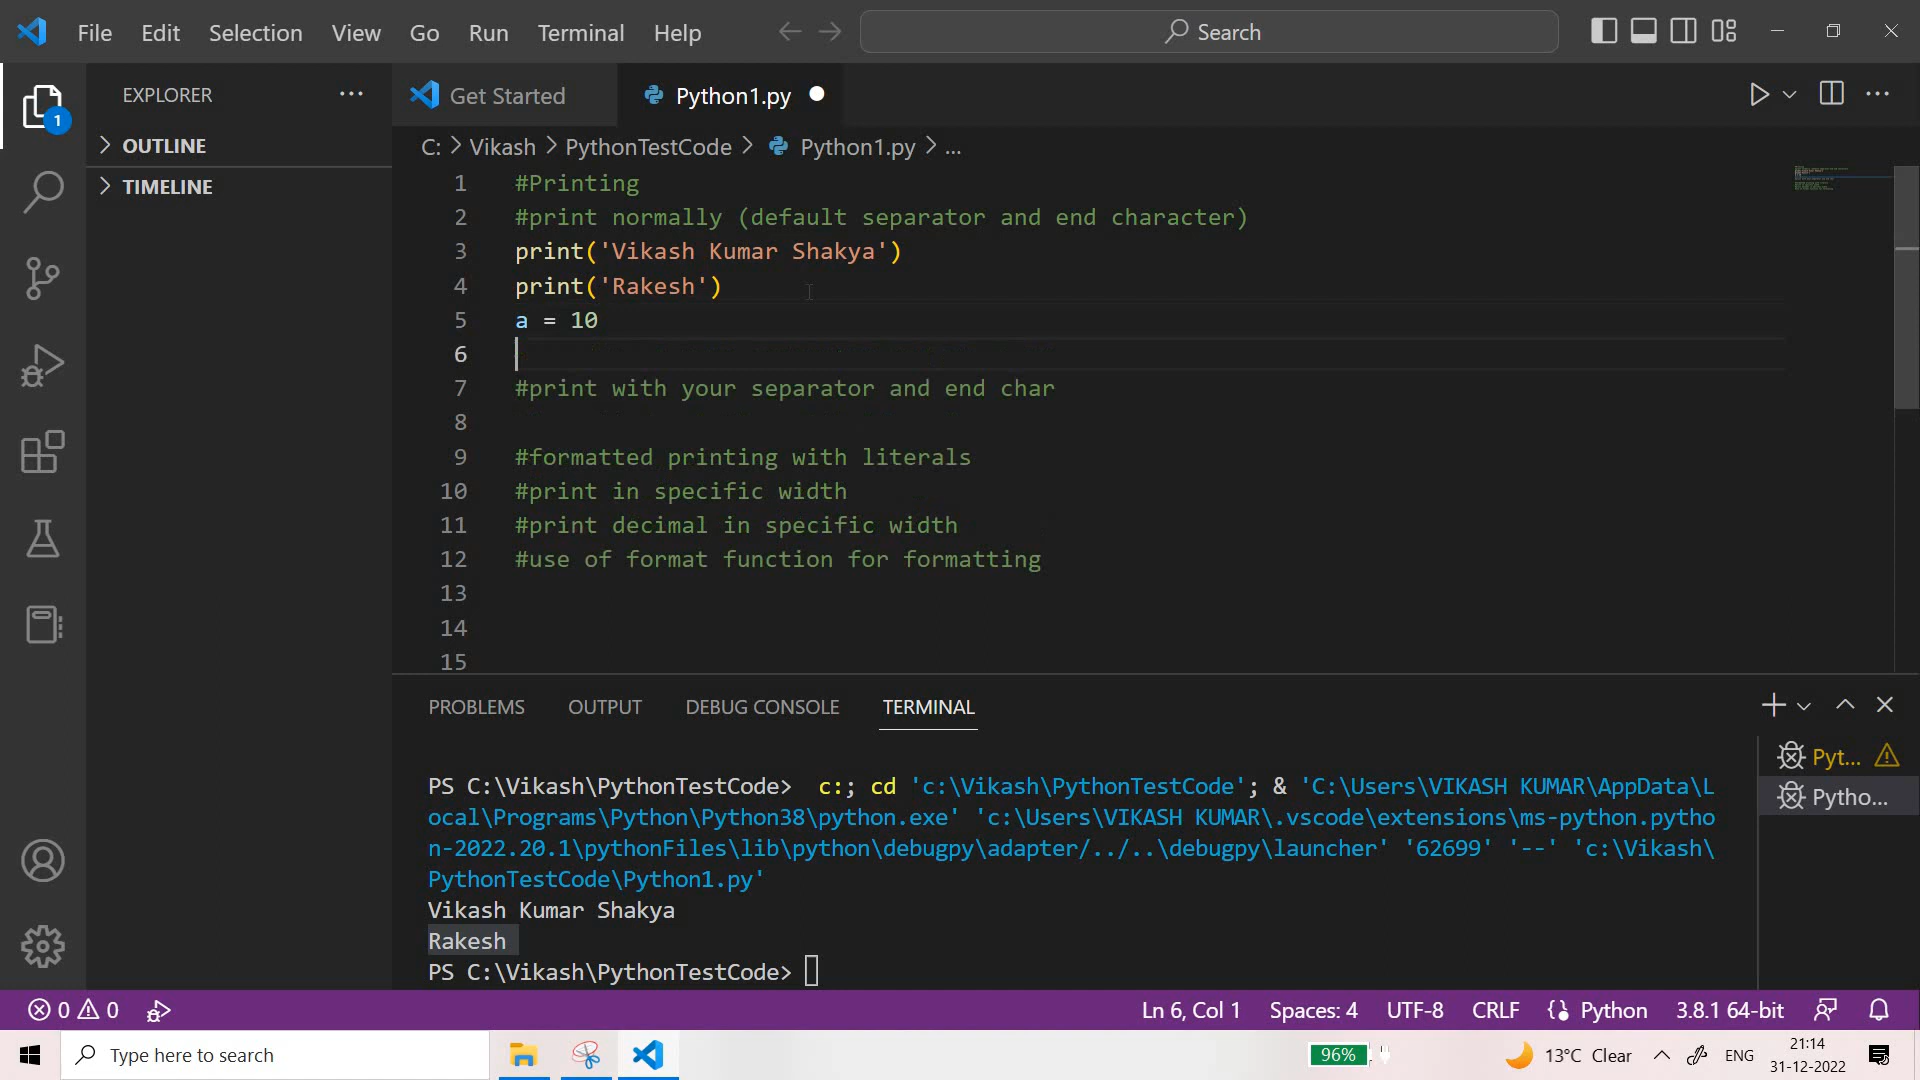 File Edit Selection View Go Run Terminal Help Search
EXPLORER
1
OUTLINE
TIMELINE
Get Started Python1.py
C: > Vikash > PythonTestCode > Python1.py > ...
1 #Printing
2 #print normally (default separator and end character)
3 print('Vikash Kumar Shakya')
4 print('Rakesh')
5 a = 10
6
7 #print with your separator and end char
8
9 #formatted printing with literals
10 #print in specific width
11 #print decimal in specific width
12 #use of format function for formatting
13
14
15
PROBLEMS OUTPUT DEBUG CONSOLE TERMINAL
Pyt...
Pytho...
PS C:\Vikash\PythonTestCode>  c:; cd 'c:\Vikash\PythonTestCode'; & 'C:\Users\VIKASH KUMAR\AppData\L
ocal\Programs\Python\Python38\python.exe' 'c:\Users\VIKASH KUMAR\.vscode\extensions\ms-python.pytho
n-2022.20.1\pythonFiles\lib\python\debugpy\adapter/../..\debugpy\launcher' '62699' '--' 'c:\Vikash\
PythonTestCode\Python1.py'
Vikash Kumar Shakya
Rakesh
PS C:\Vikash\PythonTestCode>
0 0 Ln 6, Col 1 Spaces: 4 UTF-8 CRLF Python 3.8.1 64-bit
Type here to search 96% 13°C Clear ENG 21:14
31-12-2022